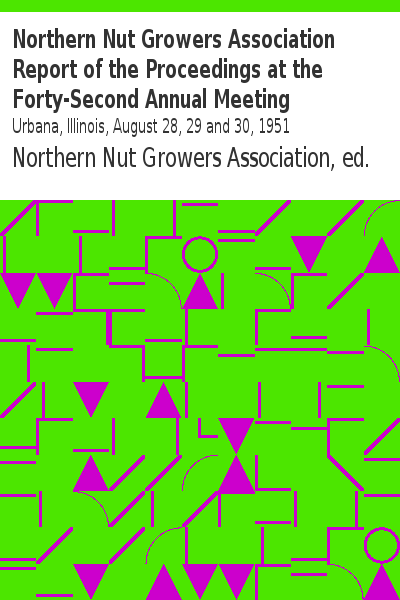 Northern Nut Growers Association
Report of the Proceedings at the
Forty-Second Annual Meeting
Urbana, Illinois, August 28, 29 and 30, 1951
Northern Nut Growers Association, ed.